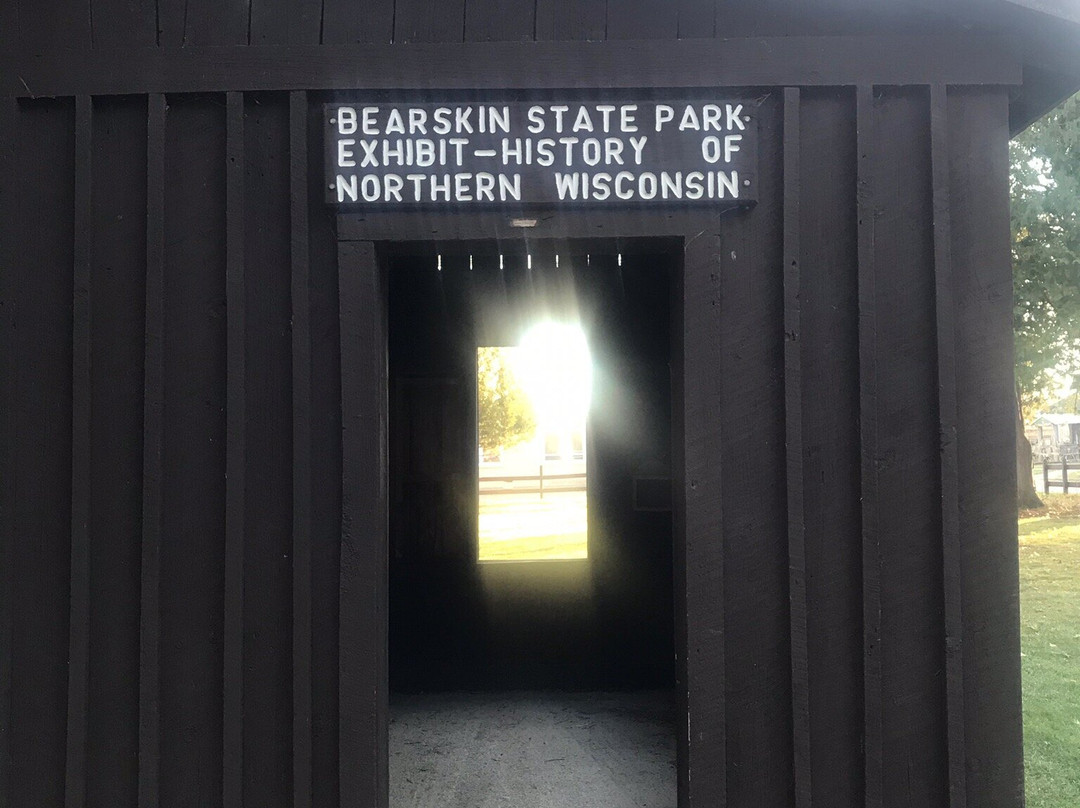 BEARSKIN STATE PARK
EXHIBIT-HISTORY OF
NORTHERN WISCONSIN